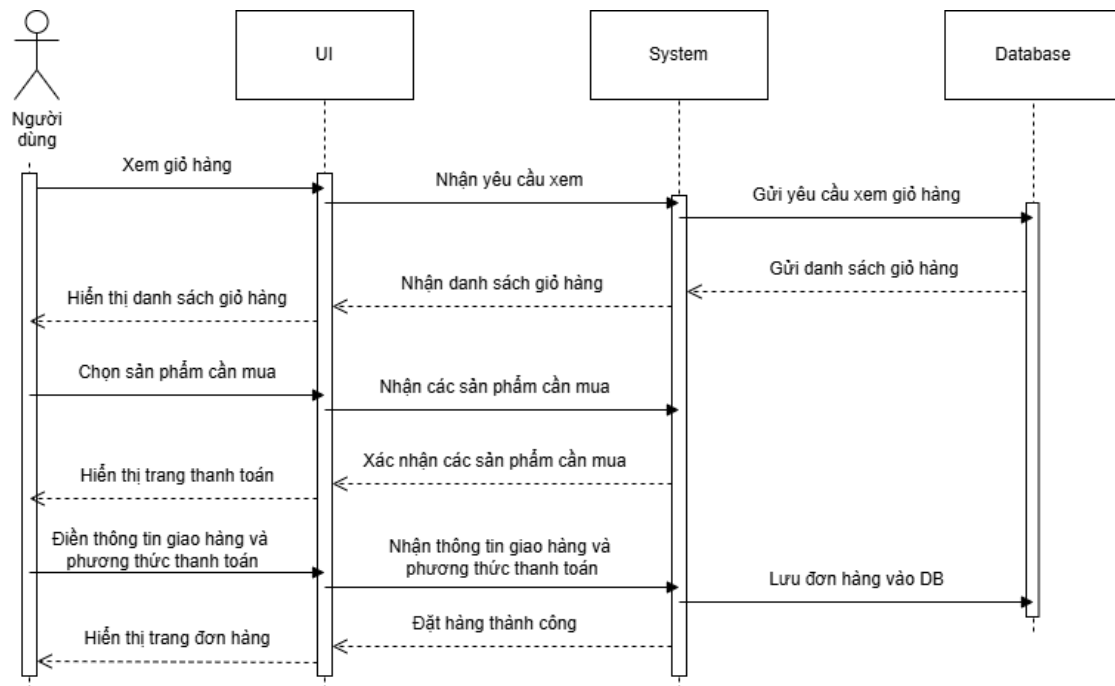 UI
System
Database
Người
dùng
Xem giỏ hàng
Nhận yêu cầu xem
Gửi yêu cầu xem giỏ hàng
Gửi danh sách giỏ hàng
Nhận danh sách giỏ hàng
Hiển thị danh sách giỏ hàng
Chọn sản phẩm cần mua
Nhận các sản phẩm cần mua
Xác nhận các sản phẩm cần mua
Hiển thị trang thanh toán
Điền thông tin giao hàng và
phương thức thanh toán
Nhận thông tin giao hàng và
phương thức thanh toán
Lưu đơn hàng vào DB
Đặt hàng thành công
Hiển thị trang đơn hàng